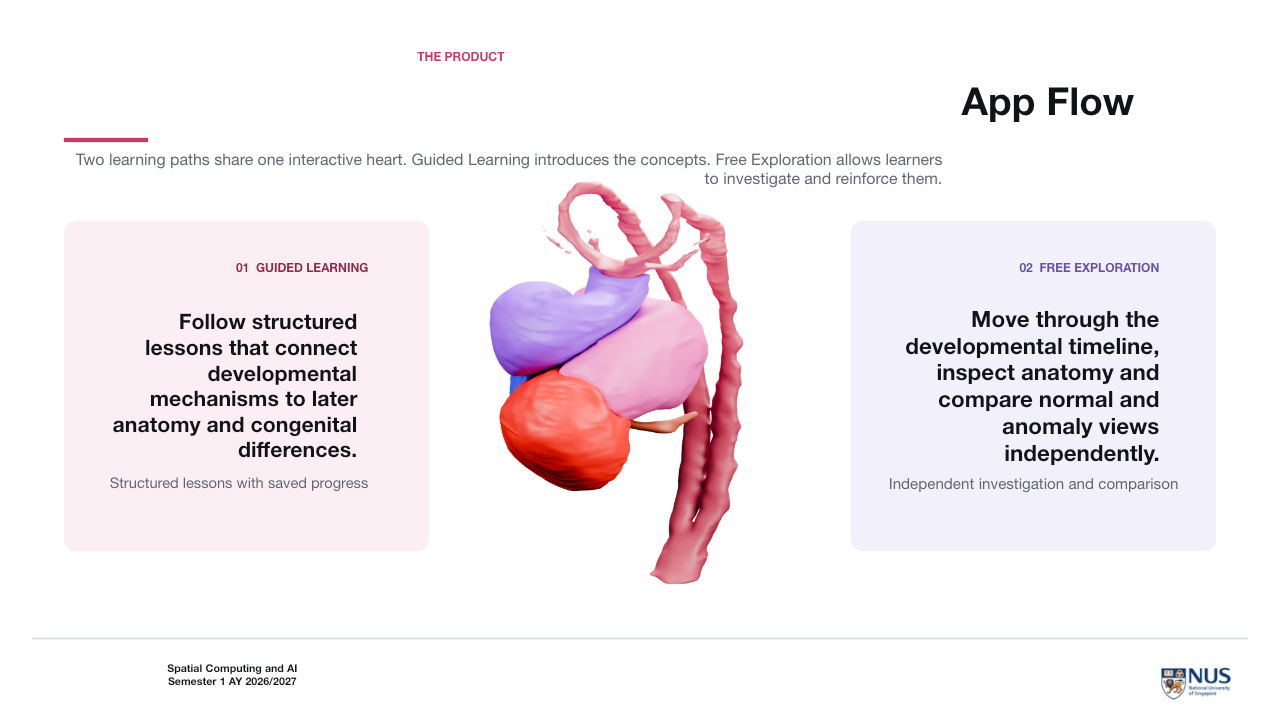 THE PRODUCT
App Flow
Two learning paths share one interactive heart. Guided Learning introduces the concepts. Free Exploration allows learners
to investigate and reinforce them.
01 GUIDED LEARNING
Follow structured
lessons that connect
developmental
mechanisms to later
anatomy and congenital
differences.
Structured lessons with saved progress
02 FREE EXPLORATION
Move through the
developmental timeline,
inspect anatomy and
compare normal and
anomaly views
independently.
Independent investigation and comparison
Spatial Computing and AI
Semester 1 AY 2026/2027
NUS
National University
of Singapore